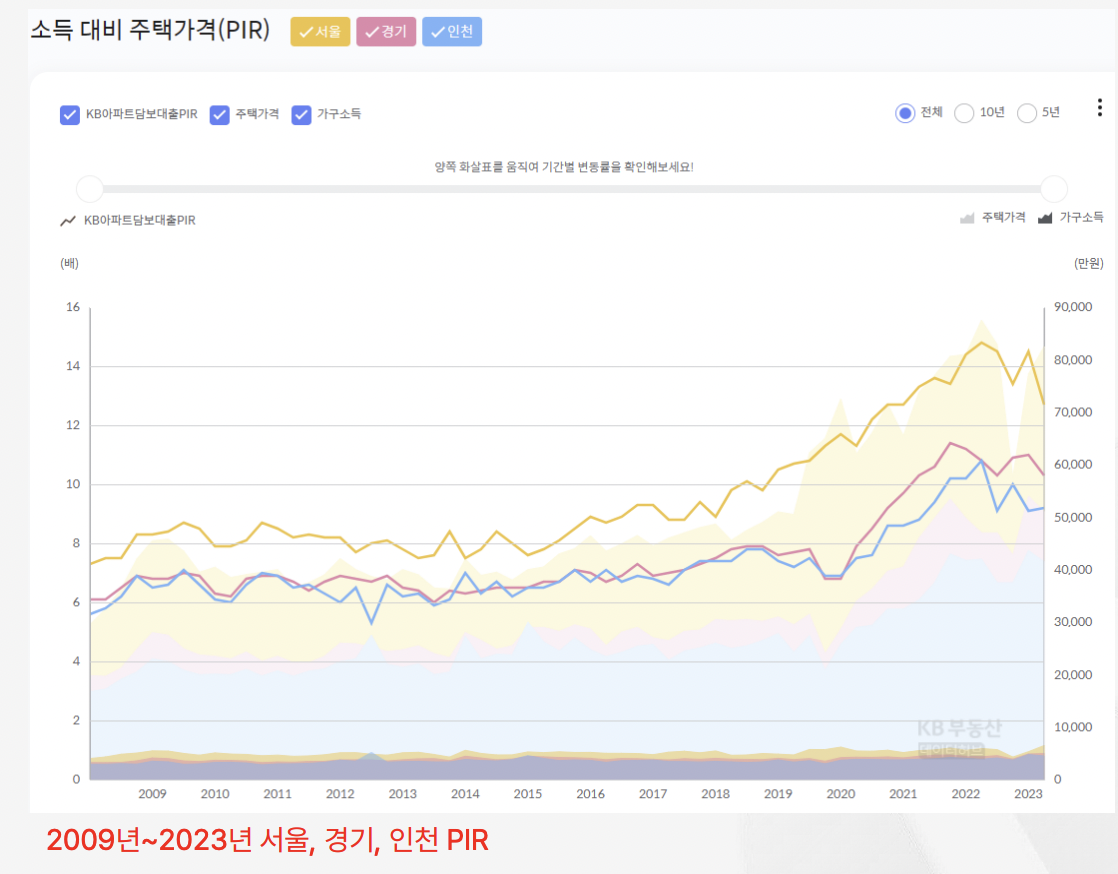 소득 대비 주택가격(PIR) 서울 경기 인천
KB아파트담보대출PIR 주택가격 가구소득 전체 10년 5년
양쪽 화살표를 움직여 기간별 변동률을 확인해보세요!
KB아파트담보대출PIR 주택가격 가구소득
(배) (만원)
16 90,000
14 80,000
12 70,000
10 60,000
8 50,000
6 40,000
4 30,000
2 20,000
0 10,000
0
KB부동산
데이터허브
2009 2010 2011 2012 2013 2014 2015 2016 2017 2018 2019 2020 2021 2022 2023
2009년~2023년 서울, 경기, 인천 PIR